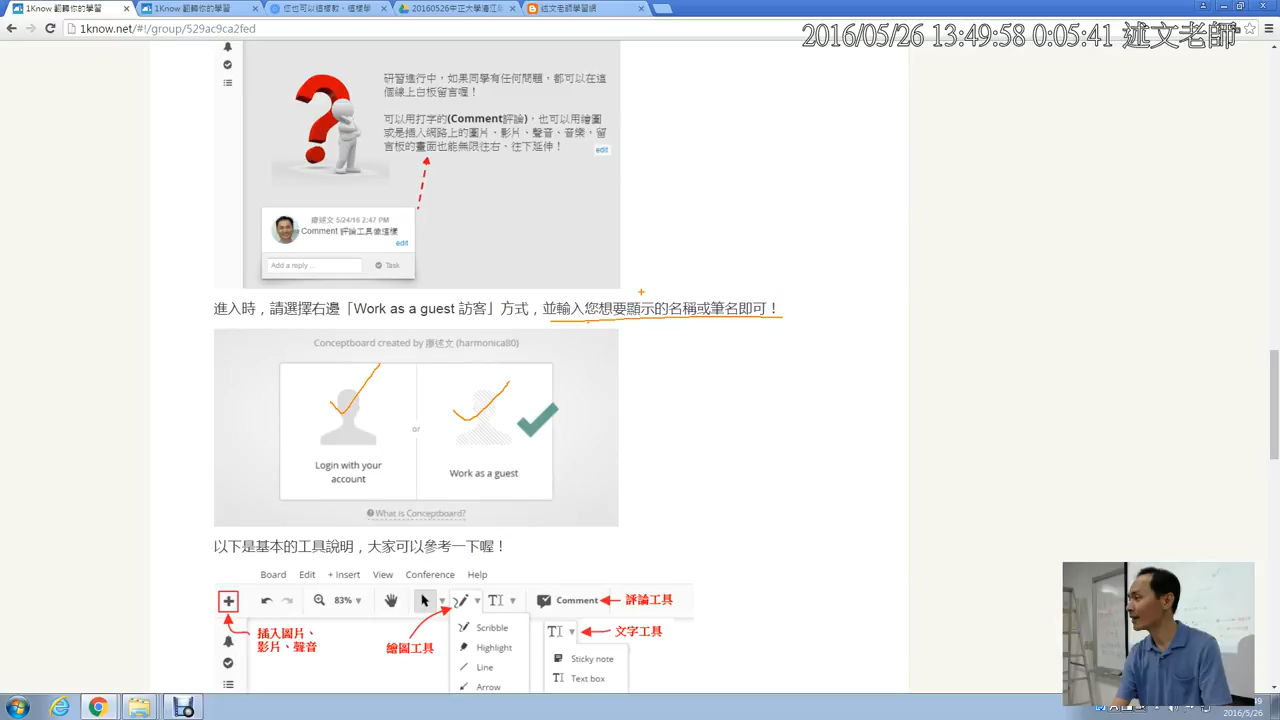 1Know 翻轉你的學習
1Know 翻轉你的學習
您也可以這樣教、這樣學
20160526中正大學清江
述文老師學習網
1know.net/#!/group/529ac9ca2fed
2016/05/26 13:49:58 0:05:41 述文老師
研習進行中，如果同學有任何問題，都可以在這
個線上白板留言喔！
可以用打字的(Comment評論)，也可以用繪圖
或是插入網路上的圖片、影片、聲音、音樂，留
言板的畫面也能無限往右、往下延伸！
edit
廖述文 5/24/16 2:47 PM
Comment 評論工具像這樣
edit
Add a reply ...
Task
進入時，請選擇右邊「Work as a guest 訪客」方式，並輸入您想要顯示的名稱或筆名即可！
Conceptboard created by 廖述文 (harmonica80)
or
Login with your
account
Work as a guest
What is Conceptboard?
以下是基本的工具說明，大家可以參考一下喔！
Board Edit + Insert View Conference Help
83% Comment 評論工具
插入圖片、
影片、聲音
繪圖工具
Scribble
文字工具
Highlight
Sticky note
Line
Text box
Arrow
2016/5/26